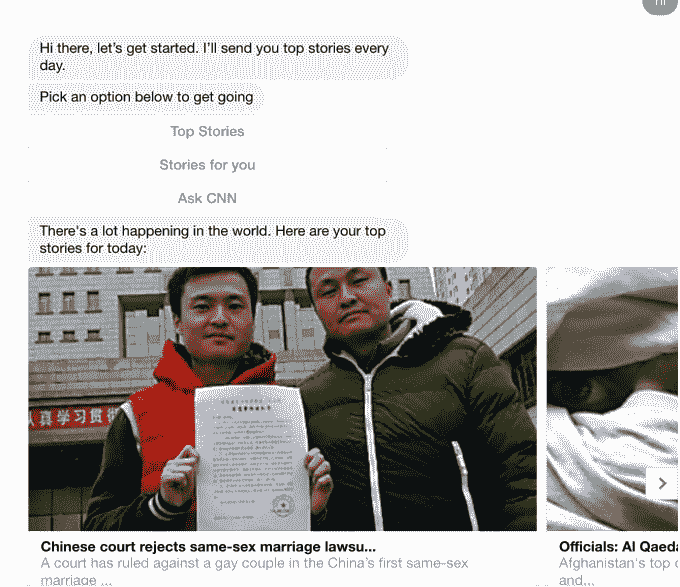 Hi there, let's get started. I'll send you top stories every
day.
Pick an option below to get going
Top Stories
Stories for you
Ask CNN
There's a lot happening in the world. Here are your top
stories for today:
Chinese court rejects same-sex marriage lawsu...
A court has ruled against a gay couple in the China's first same-sex
marriage ...
Officials: Al Qaeda
Afghanistan's top
and...